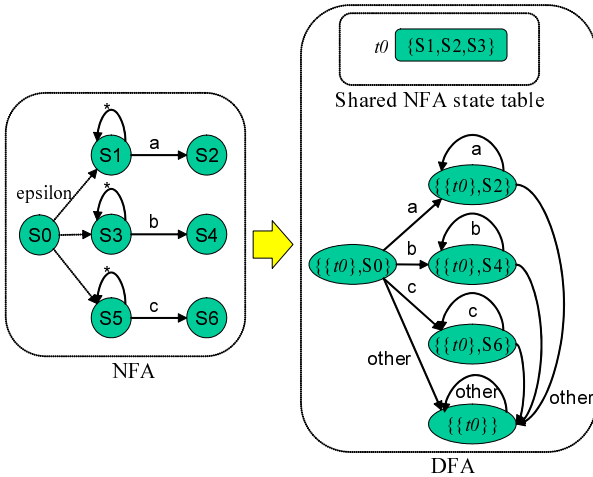 t0 {S1,S2,S3}
Shared NFA state table
*
S1
a
S2
epsilon
*
S0
S3
b
S4
*
S5
c
S6
NFA
a
{{t0},S2}
a
b
{{t0},S0}
b
{{t0},S4}
c
c
{{t0},S6}
other
other
other
{{t0}}
DFA